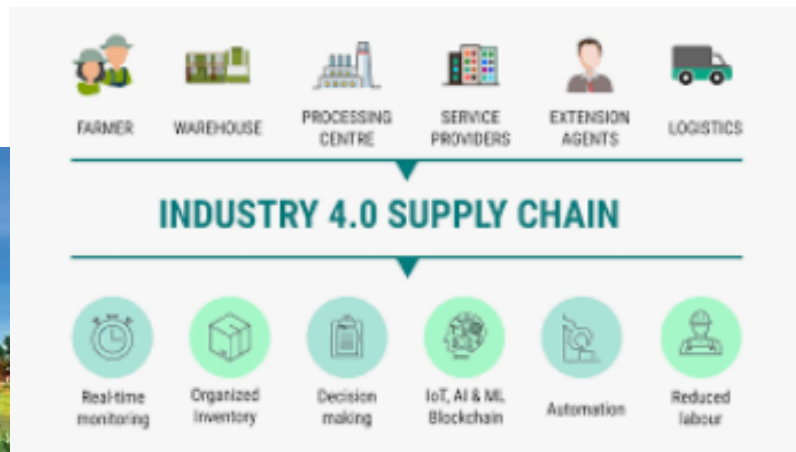 FARMER
WAREHOUSE
PROCESSING
CENTRE
SERVICE
PROVIDERS
EXTENSION
AGENTS
LOGISTICS
INDUSTRY 4.0 SUPPLY CHAIN
Real-time
monitoring
Organized
Inventory
Decision
making
IoT, AI & ML
Blockchain
Automation
Reduced
labour